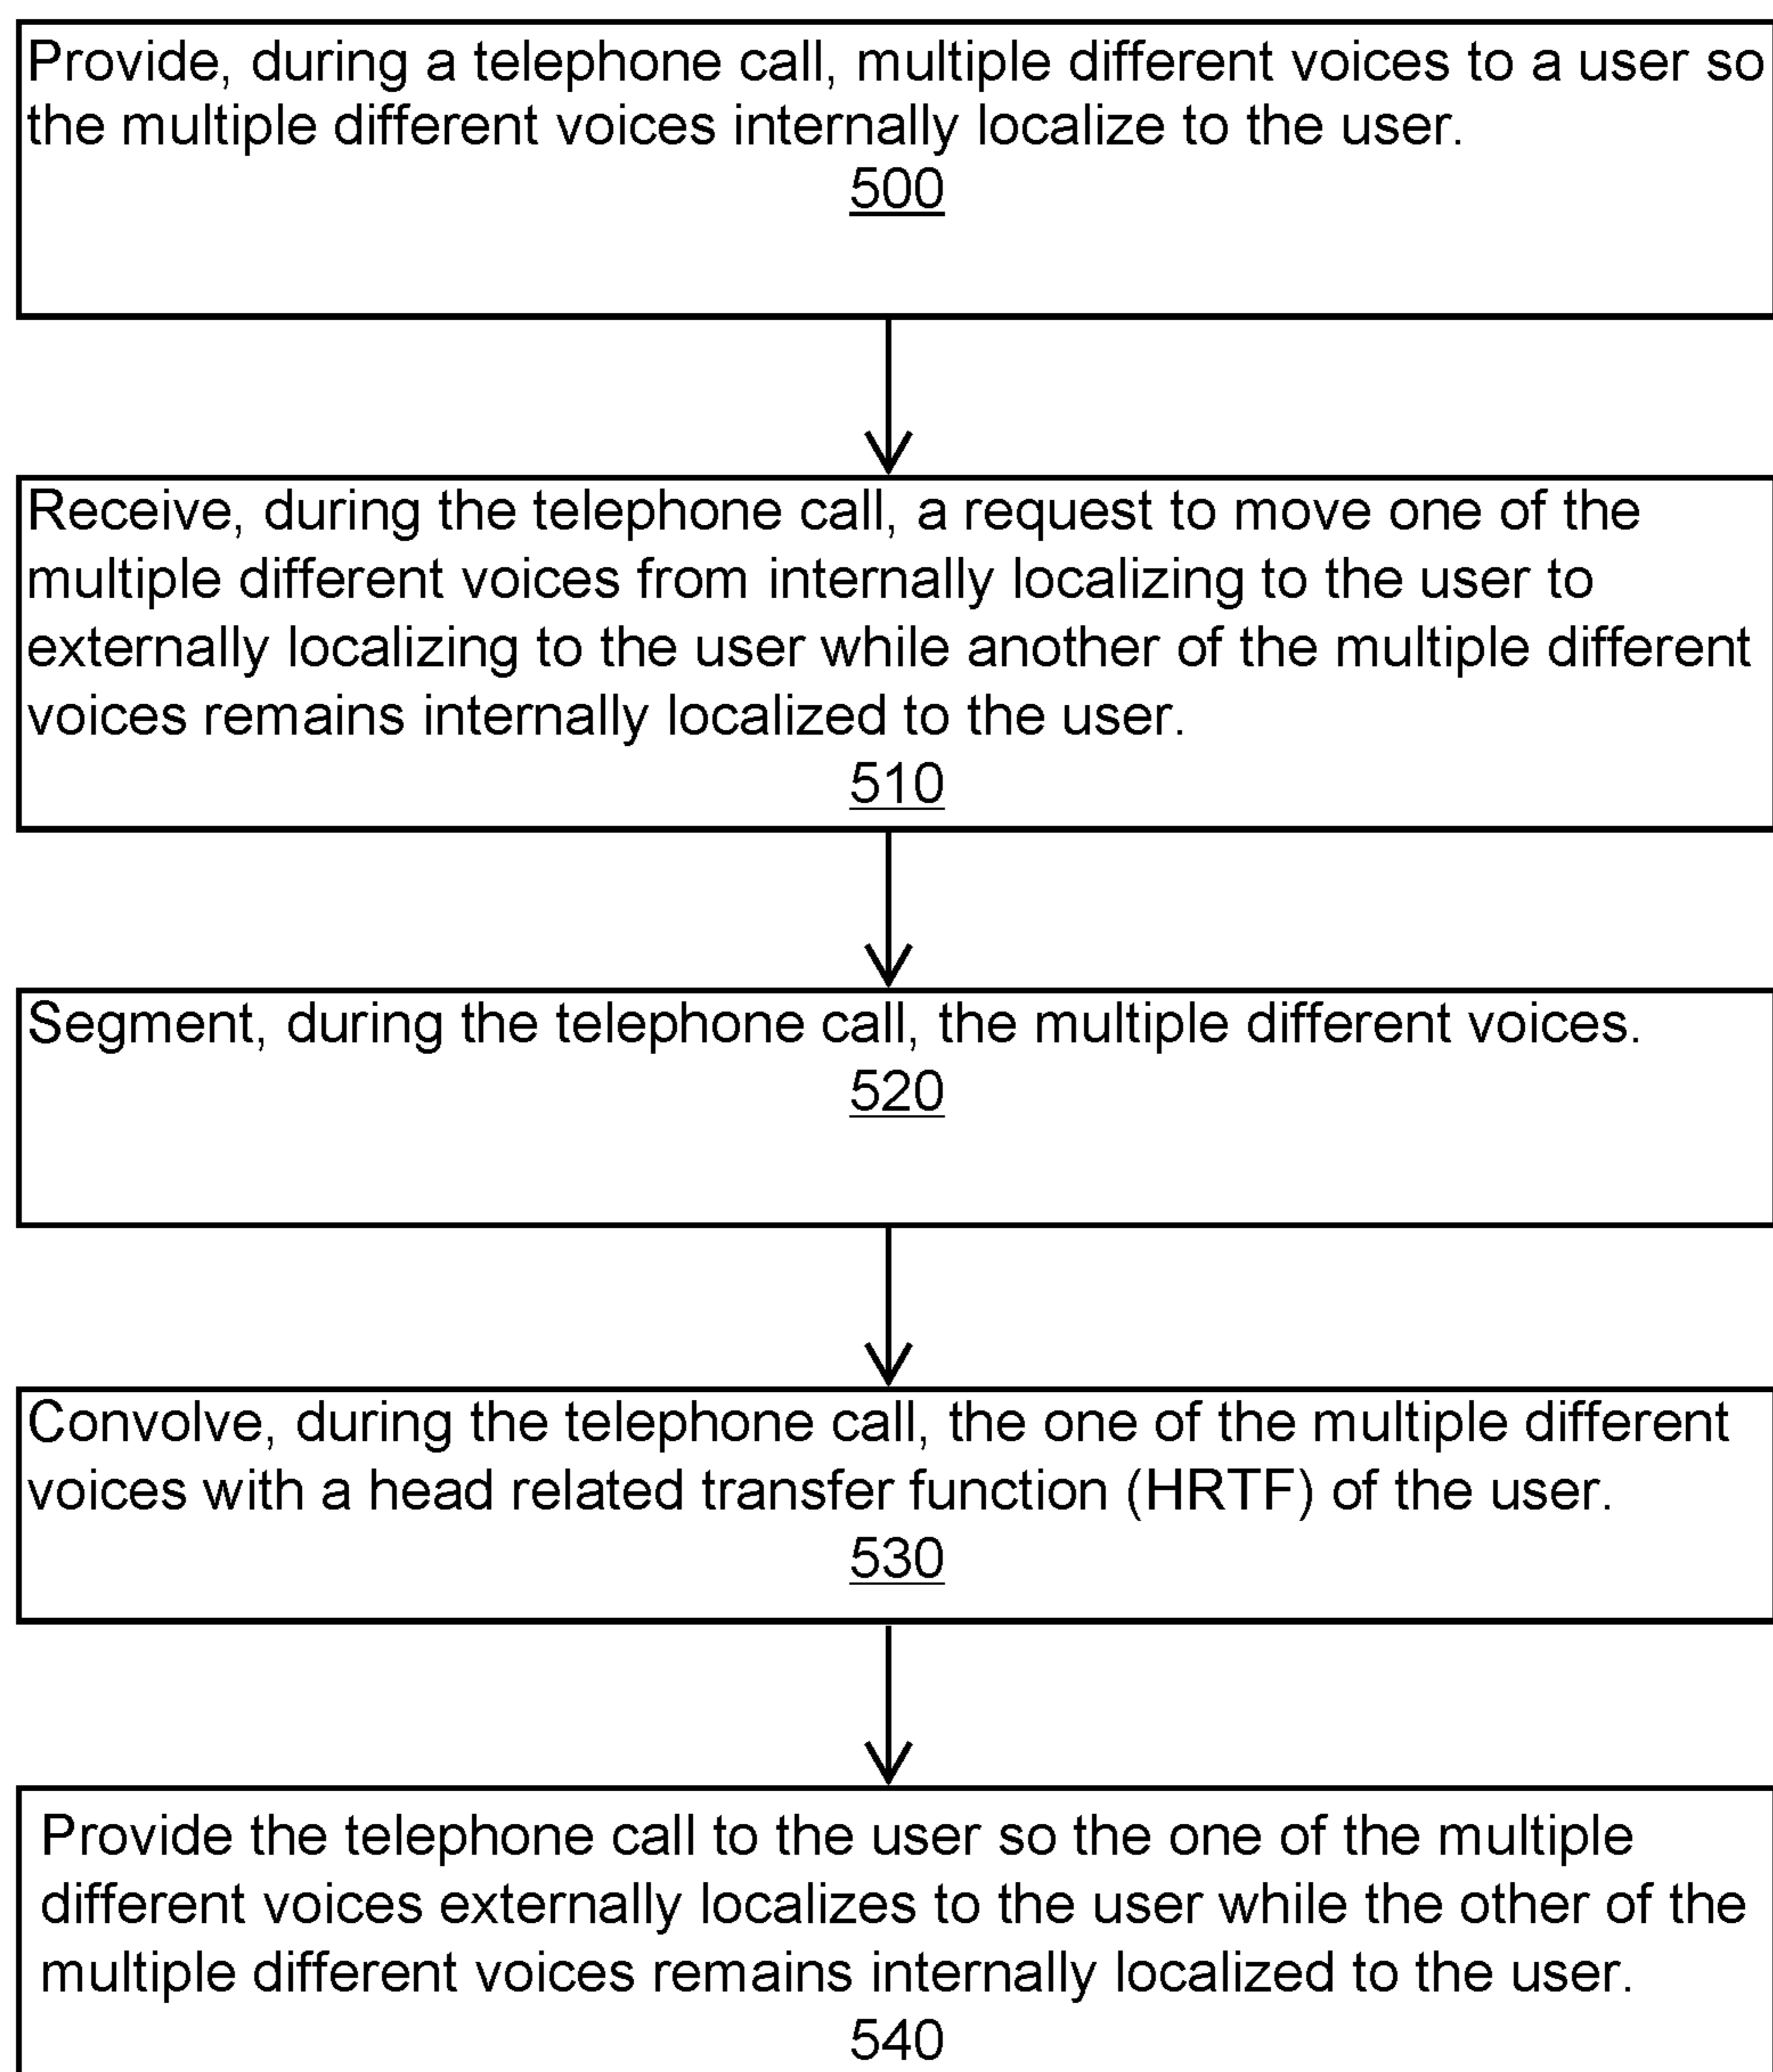 Provide, during a telephone call, multiple different voices to a user so
the multiple different voices internally localize to the user.
500
Receive, during the telephone call, a request to move one of the
multiple different voices from internally localizing to the user to
externally localizing to the user while another of the multiple different
voices remains internally localized to the user.
510
Segment, during the telephone call, the multiple different voices.
520
Convolve, during the telephone call, the one of the multiple different
voices with a head related transfer function (HRTF) of the user.
530
Provide the telephone call to the user so the one of the multiple
different voices externally localizes to the user while the other of the
multiple different voices remains internally localized to the user.
540